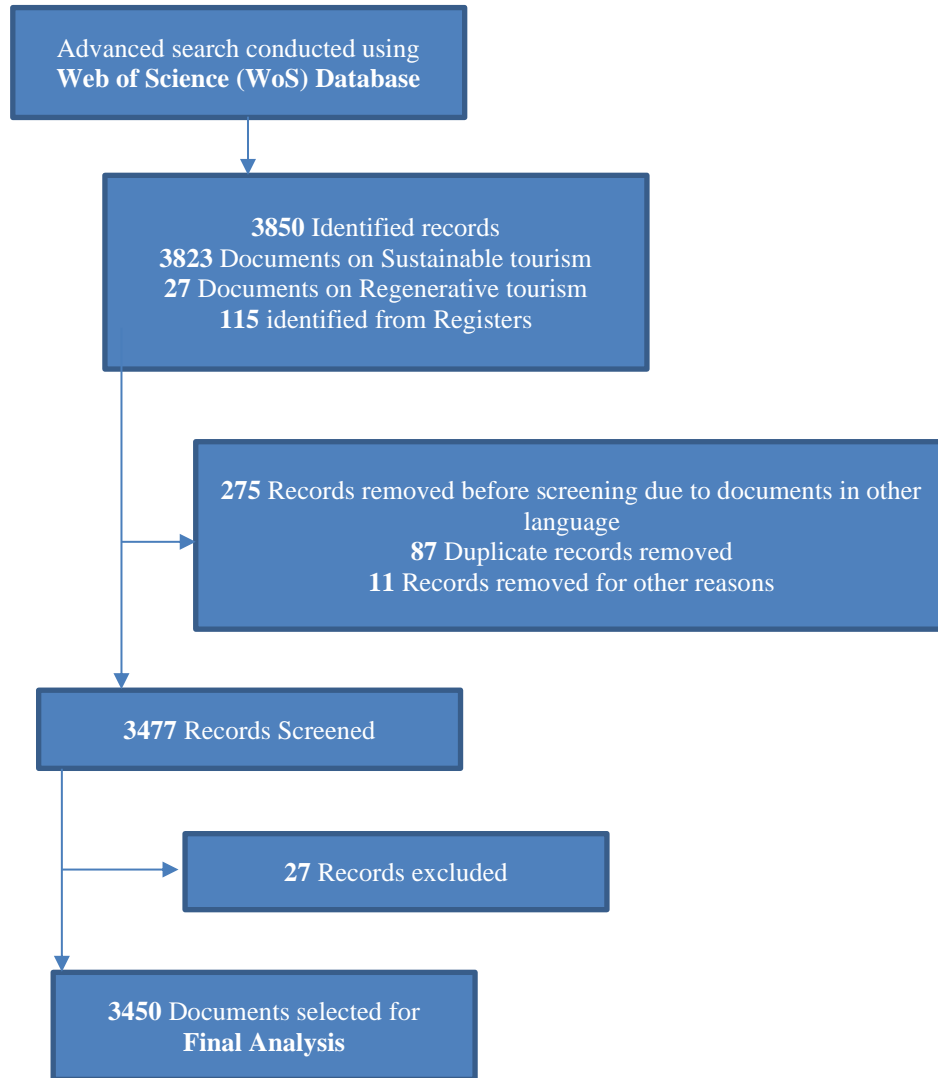 Advanced search conducted using
Web of Science (WoS) Database
3850 Identified records
3823 Documents on Sustainable tourism
27 Documents on Regenerative tourism
115 identified from Registers
275 Records removed before screening due to documents in other
language
87 Duplicate records removed
11 Records removed for other reasons
3477 Records Screened
27 Records excluded
3450 Documents selected for
Final Analysis